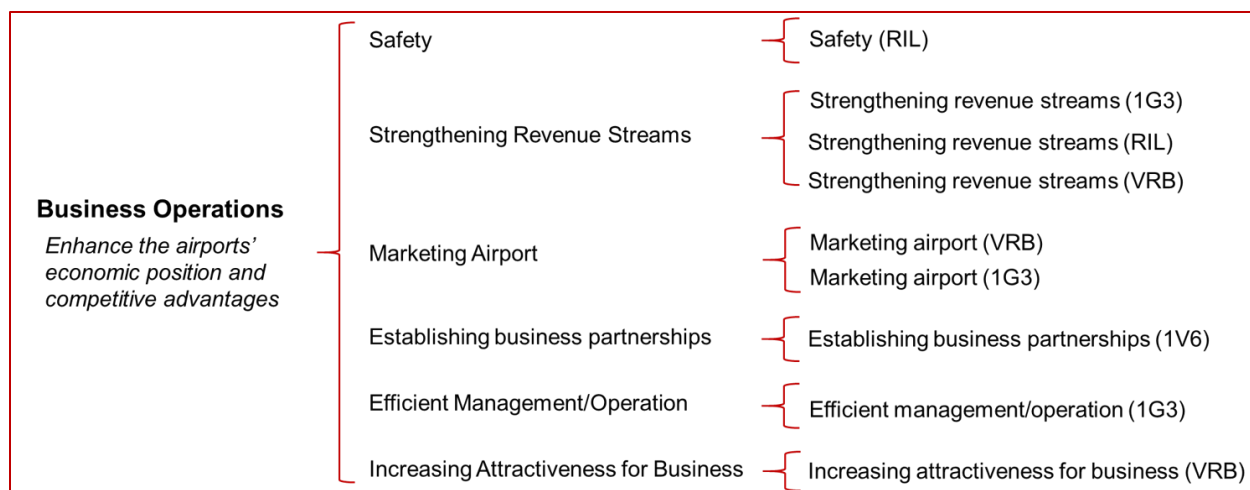 Safety
Safety (RIL)
Strengthening Revenue Streams
Strengthening revenue streams (1G3)
Strengthening revenue streams (RIL)
Strengthening revenue streams (VRB)
Business Operations
Enhance the airports’
economic position and
competitive advantages
Marketing Airport
Marketing airport (VRB)
Marketing airport (1G3)
Establishing business partnerships
Establishing business partnerships (1V6)
Efficient Management/Operation
Efficient management/operation (1G3)
Increasing Attractiveness for Business
Increasing attractiveness for business (VRB)